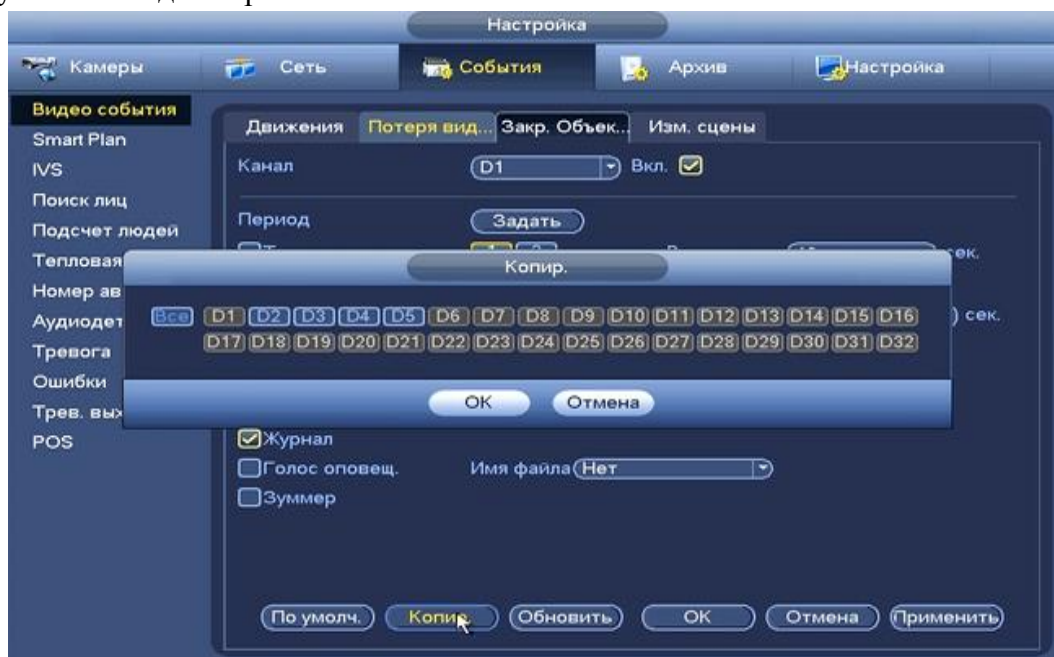 Настройка
Камеры Сеть События Архив Настройка
Видео события
Smart Plan
IVS
Поиск лиц
Подсчет людей
Тепловая
Номер ав
Аудиодет
Тревога
Ошибки
Трев. вых
POS
Движения Потеря вид... Закр. Объек... Изм. сцены
Канал D1 Вкл.
Период Задать
сек.
Копир.
Все D1 D2 D3 D4 D5 D6 D7 D8 D9 D10 D11 D12 D13 D14 D15 D16
) сек.
D17 D18 D19 D20 D21 D22 D23 D24 D25 D26 D27 D28 D29 D30 D31 D32
OK Отмена
Журнал
Голос оповещ. Имя файла Нет
Зуммер
По умолч. Копир. Обновить OK Отмена Применить